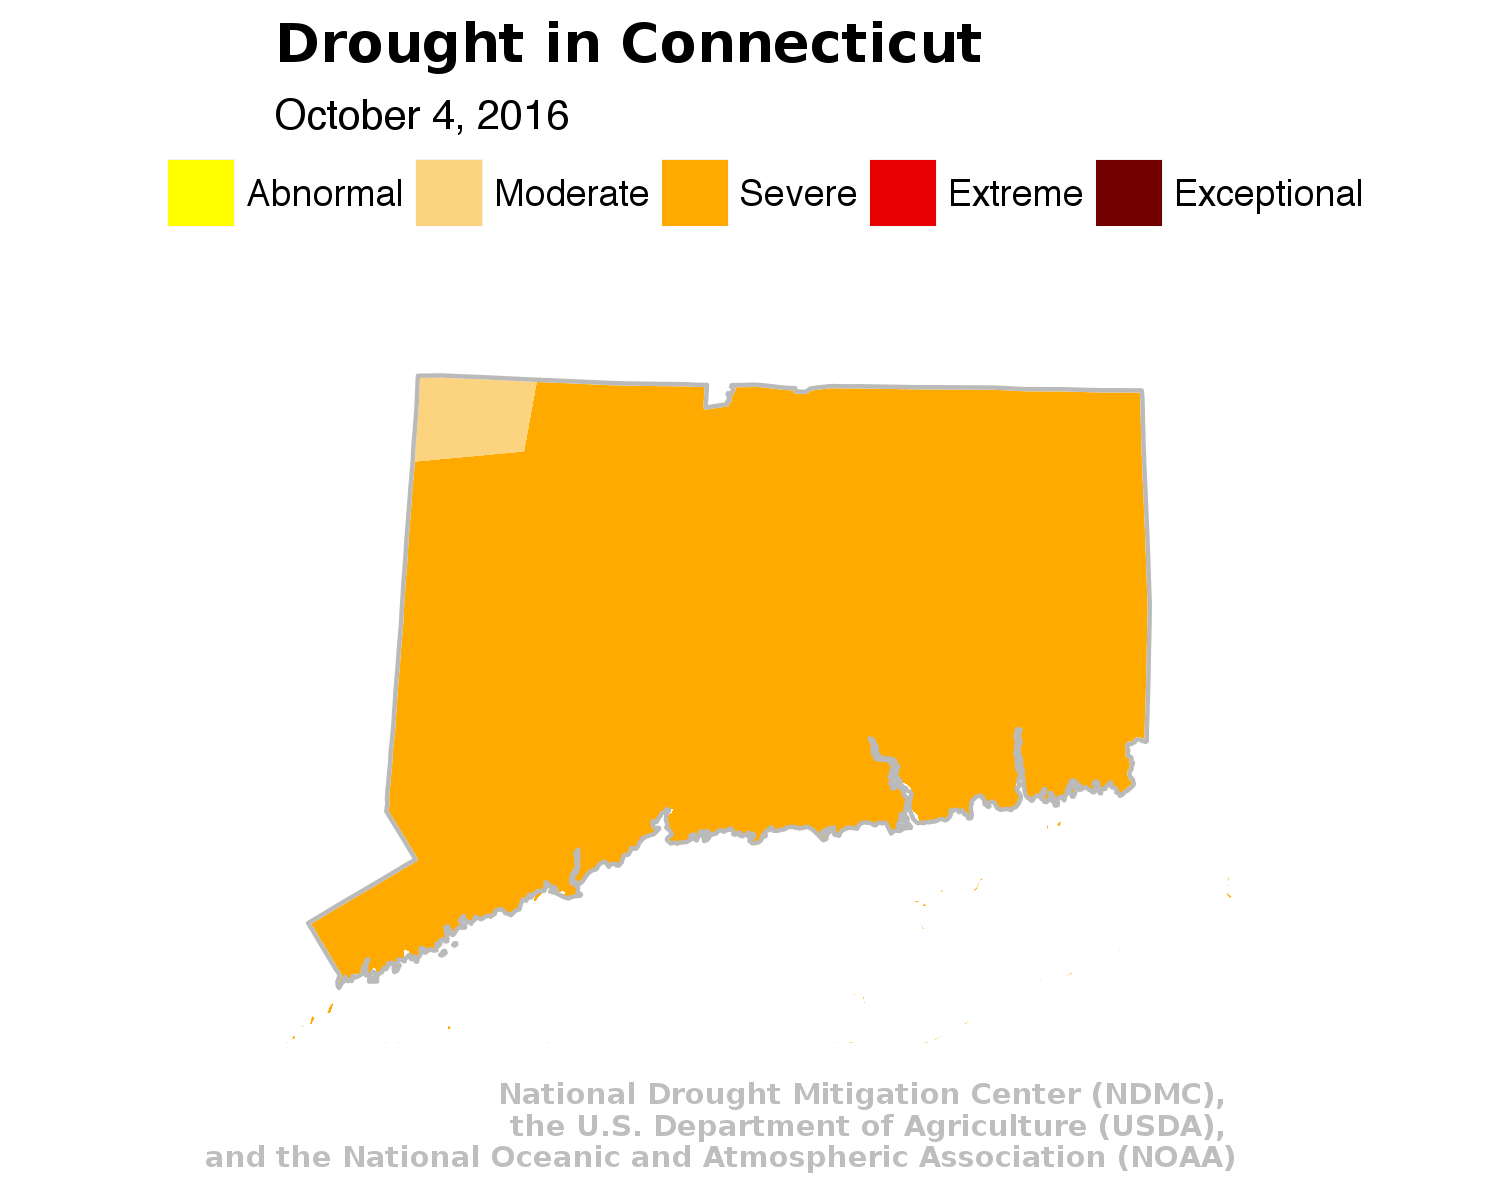 Drought in Connecticut
October 4, 2016
Abnormal Moderate Severe Extreme Exceptional
National Drought Mitigation Center (NDMC),
the U.S. Department of Agriculture (USDA),
and the National Oceanic and Atmospheric Association (NOAA)